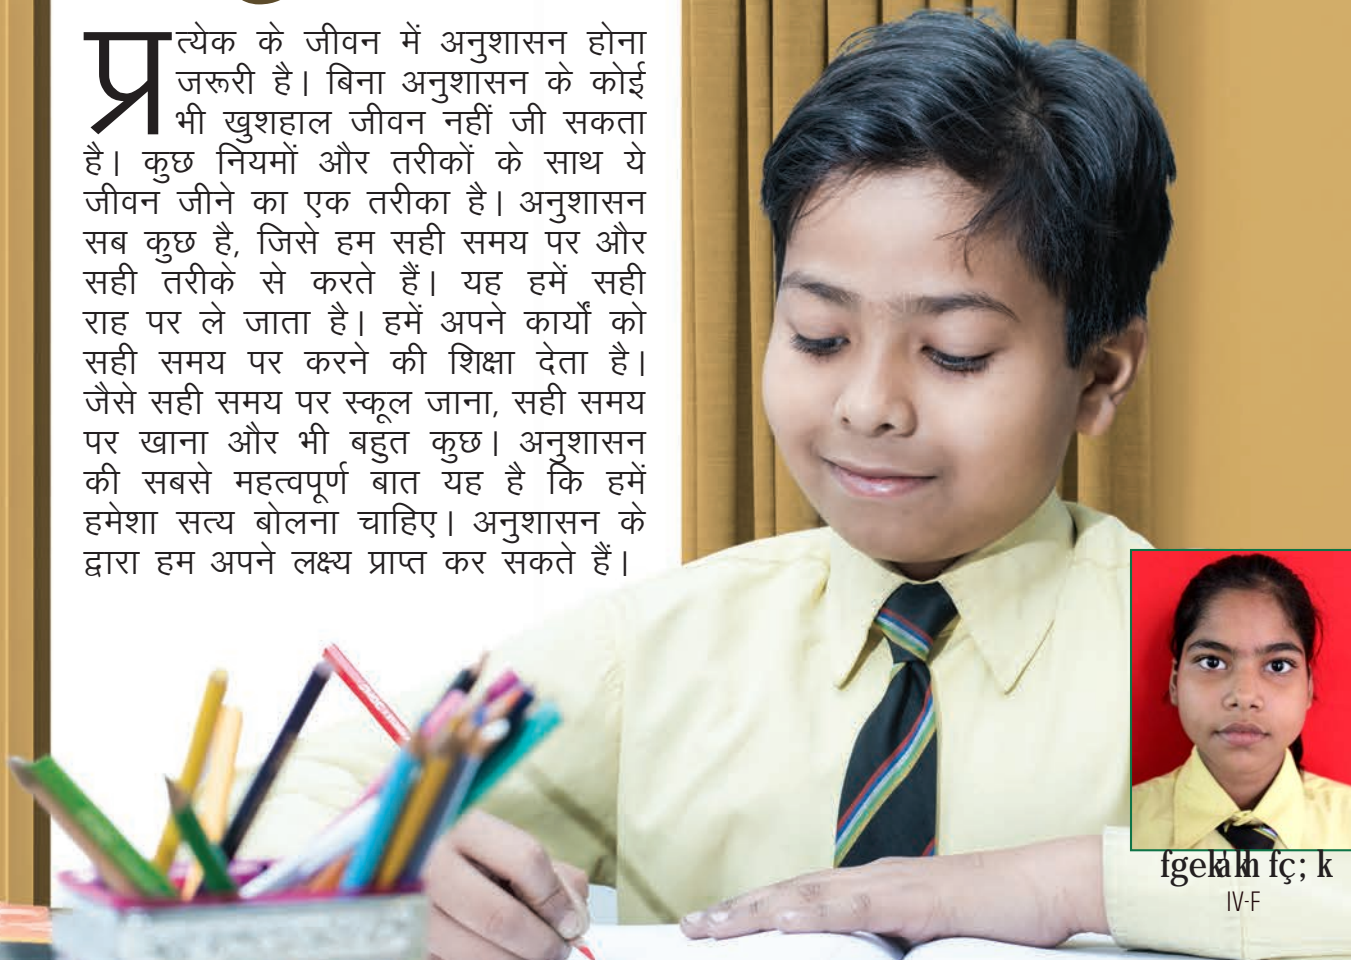 प्रत्येक के जीवन में अनुशासन होना
जरूरी है। बिना अनुशासन के कोई
भी खुशहाल जीवन नहीं जी सकता
है। कुछ नियमों और तरीकों के साथ ये
जीवन जीने का एक तरीका है। अनुशासन
सब कुछ है, जिसे हम सही समय पर और
सही तरीके से करते हैं। यह हमें सही
राह पर ले जाता है। हमें अपने कार्यों को
सही समय पर करने की शिक्षा देता है।
जैसे सही समय पर स्कूल जाना, सही समय
पर खाना और भी बहुत कुछ। अनुशासन
की सबसे महत्वपूर्ण बात यह है कि हमें
हमेशा सत्य बोलना चाहिए। अनुशासन के
द्वारा हम अपने लक्ष्य प्राप्त कर सकते हैं।
fç; k
IV-F